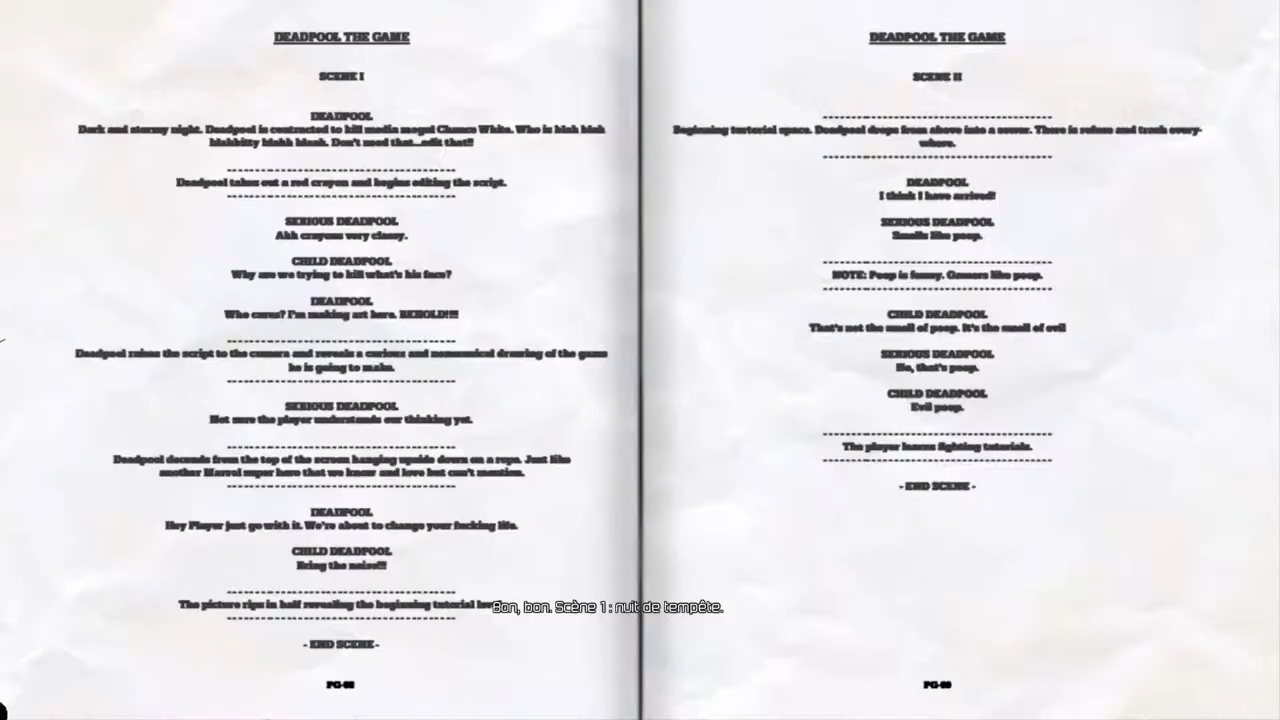 DEADPOOL THE GAME
SCENE I
DEADPOOL
Dark and stormy night. Deadpool is contracted to kill media mogul Chance White. Who is blah blah
blahbitty blahh blaah. Don't need that...edit that!!
Deadpool takes out a red crayon and begins editing the script.
SERIOUS DEADPOOL
Ahh crayons very classy.
CHILD DEADPOOL
Why are we trying to kill what's his face?
DEADPOOL
Who cares? I'm making art here. BEHOLD!!!!
Deadpool raises the script to the camera and reveals a curious and nonsensical drawing of the game
he is going to make.
SERIOUS DEADPOOL
Not sure the player understands our thinking yet.
Deadpool decends from the top of the screen hanging upside down on a rope. Just like
another Marvel super hero that we know and love but can't mention.
DEADPOOL
Hey Player just go with it. We're about to change your fucking life.
CHILD DEADPOOL
Bring the noise!!!
The picture rips in half revealing the beginning tutorial
Bon, bon. Scène 1 : nuit de tempête.
- END SCENE -
DEADPOOL THE GAME
SCENE II
Beginning turtorial space. Deadpool drops from above into a sewer. There is refuse and trash every-
where.
DEADPOOL
I think I have arrived!
SERIOUS DEADPOOL
Smells like poop.
NOTE: Poop is funny. Gamers like poop.
CHILD DEADPOOL
That's not the smell of poop. It's the smell of evil
SERIOUS DEADPOOL
No, that's poop.
CHILD DEADPOOL
Evil poop.
The player learns fighting tutorials.
- END SCENE -